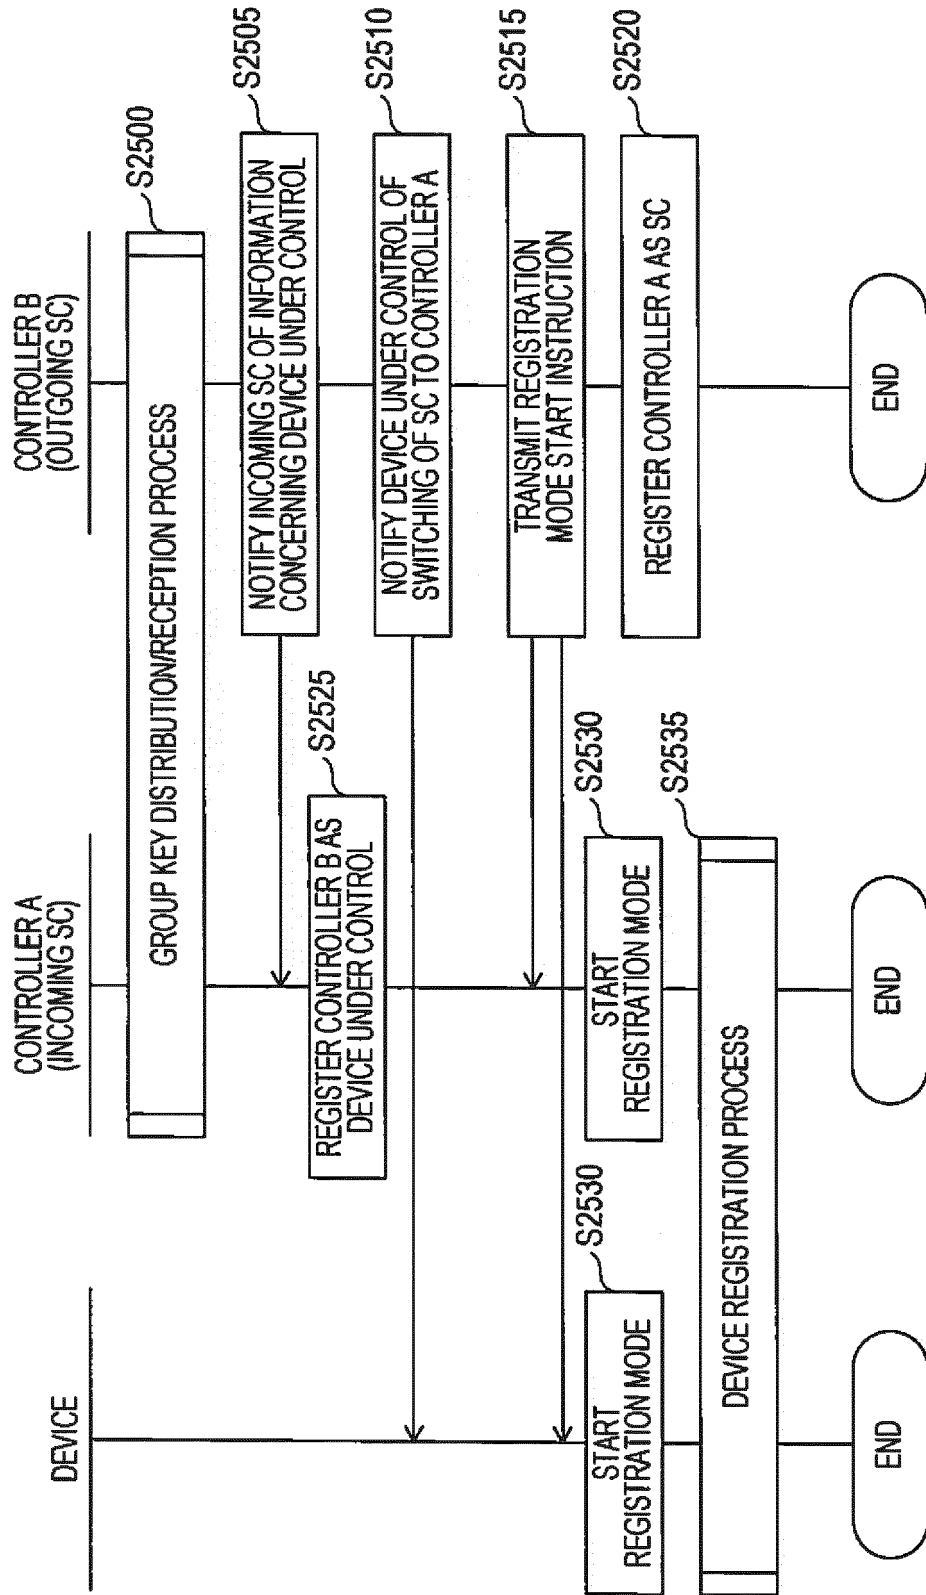 DEVICE
CONTROLLER A
(INCOMING SC)
CONTROLLER B
(OUTGOING SC)
S2500
GROUP KEY DISTRIBUTION/RECEPTION PROCESS
S2505
NOTIFY INCOMING SC OF INFORMATION
CONCERNING DEVICE UNDER CONTROL
S2525
REGISTER CONTROLLER B AS
DEVICE UNDER CONTROL
S2510
NOTIFY DEVICE UNDER CONTROL OF
SWITCHING OF SC TO CONTROLLER A
S2515
TRANSMIT REGISTRATION
MODE START INSTRUCTION
S2530
START
REGISTRATION MODE
S2530
START
REGISTRATION MODE
S2520
REGISTER CONTROLLER A AS SC
S2535
DEVICE REGISTRATION PROCESS
END
END
END